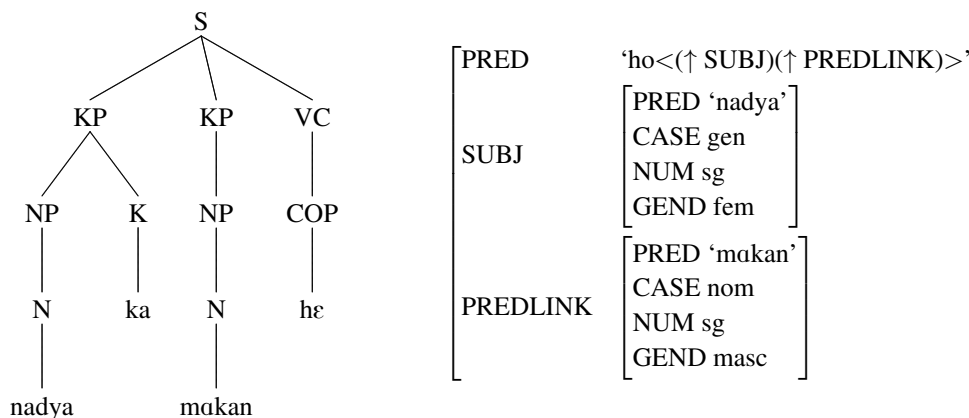 S
KP KP VC
NP K NP COP
N ka N hɛ
nadya mɑkan
PRED ‘ho<(↑ SUBJ)(↑ PREDLINK)>’
SUBJ
PRED ‘nadya’
CASE gen
NUM sg
GEND fem
PREDLINK
PRED ‘mɑkan’
CASE nom
NUM sg
GEND masc